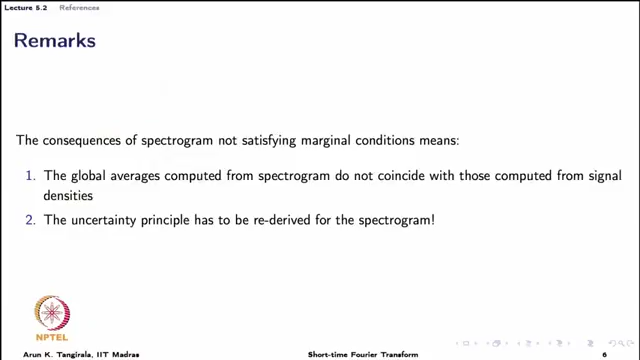 Lecture 5.2 References
Remarks
The consequences of spectrogram not satisfying marginal conditions means:
1. The global averages computed from spectrogram do not coincide with those computed from signal
densities
2. The uncertainty principle has to be re-derived for the spectrogram!
NPTEL
Arun K. Tangirala, IIT Madras Short-time Fourier Transform 6